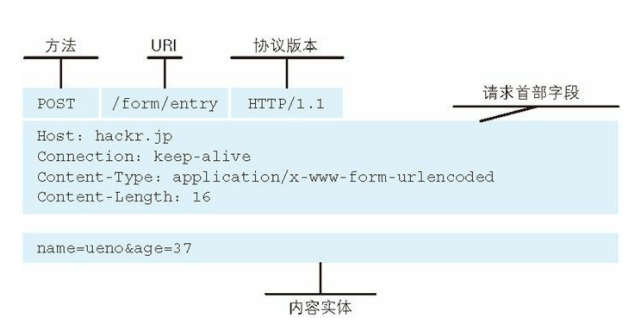 方法 URI 协议版本
请求首部字段
POST /form/entry HTTP/1.1
Host: hackr.jp
Connection: keep-alive
Content-Type: application/x-www-form-urlencoded
Content-Length: 16
name=ueno&age=37
内容实体